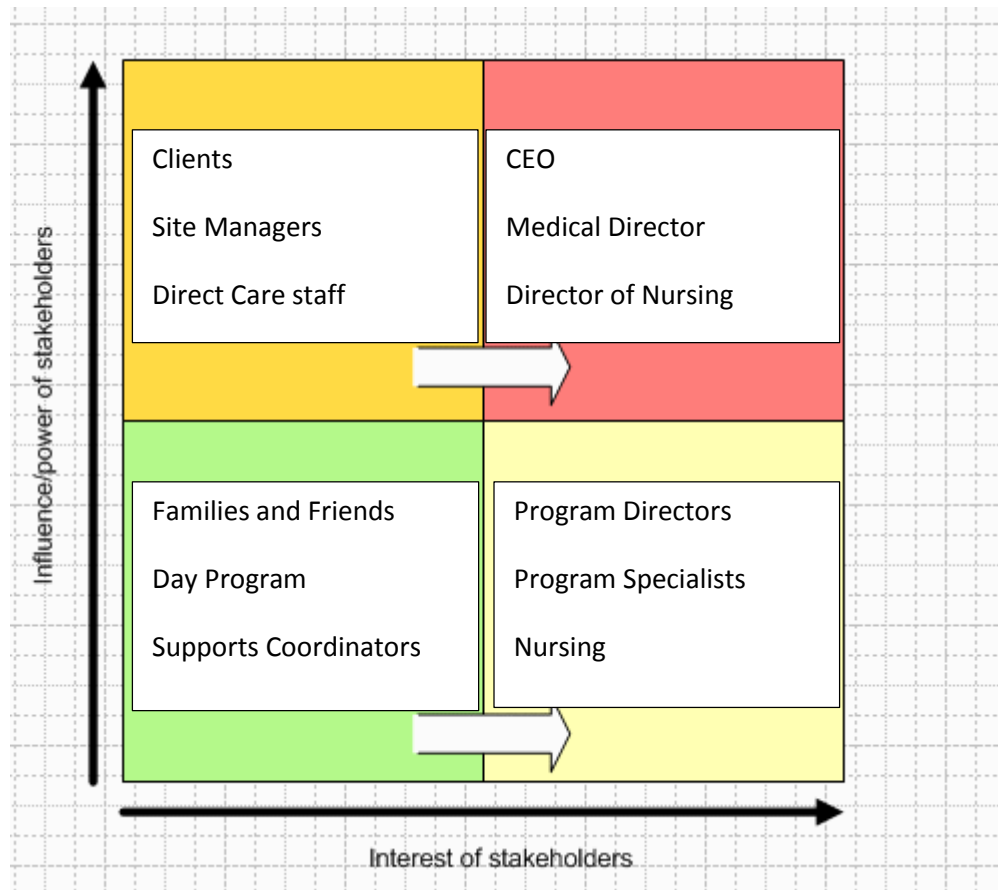 Influence/power of stakeholders
Clients
Site Managers
Direct Care staff
CEO
Medical Director
Director of Nursing
Families and Friends
Day Program
Supports Coordinators
Program Directors
Program Specialists
Nursing
Interest of stakeholders